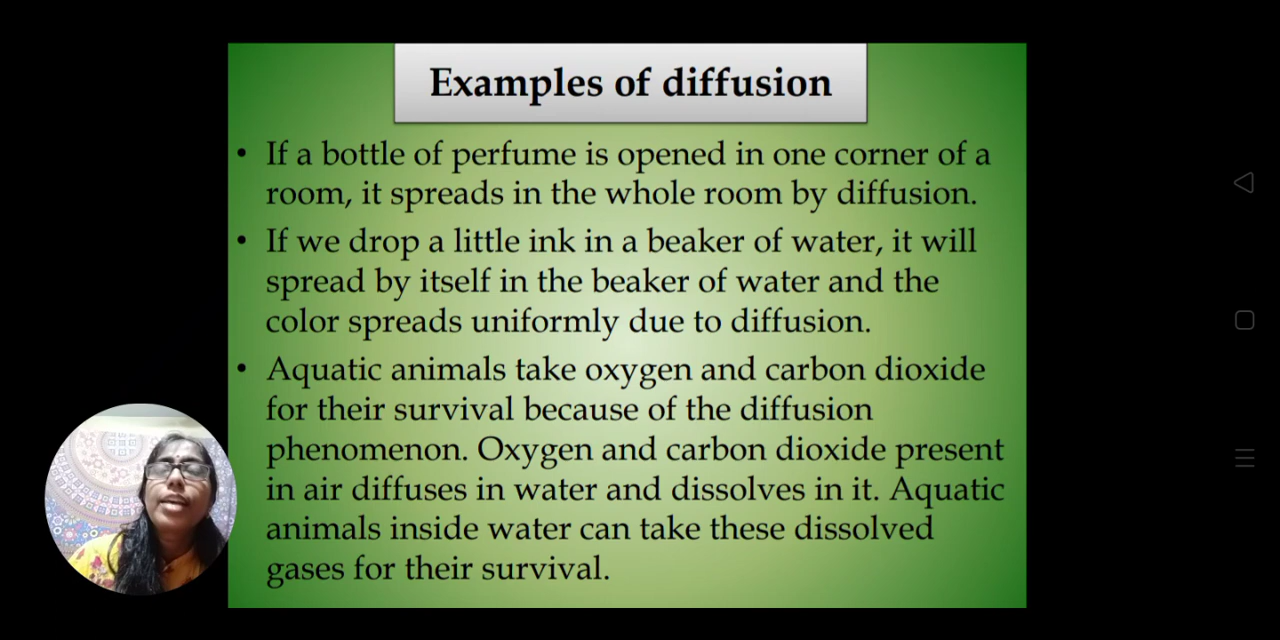 Examples of diffusion
• If a bottle of perfume is opened in one corner of a
room, it spreads in the whole room by diffusion.
• If we drop a little ink in a beaker of water, it will
spread by itself in the beaker of water and the
color spreads uniformly due to diffusion.
• Aquatic animals take oxygen and carbon dioxide
for their survival because of the diffusion
phenomenon. Oxygen and carbon dioxide present
in air diffuses in water and dissolves in it. Aquatic
animals inside water can take these dissolved
gases for their survival.